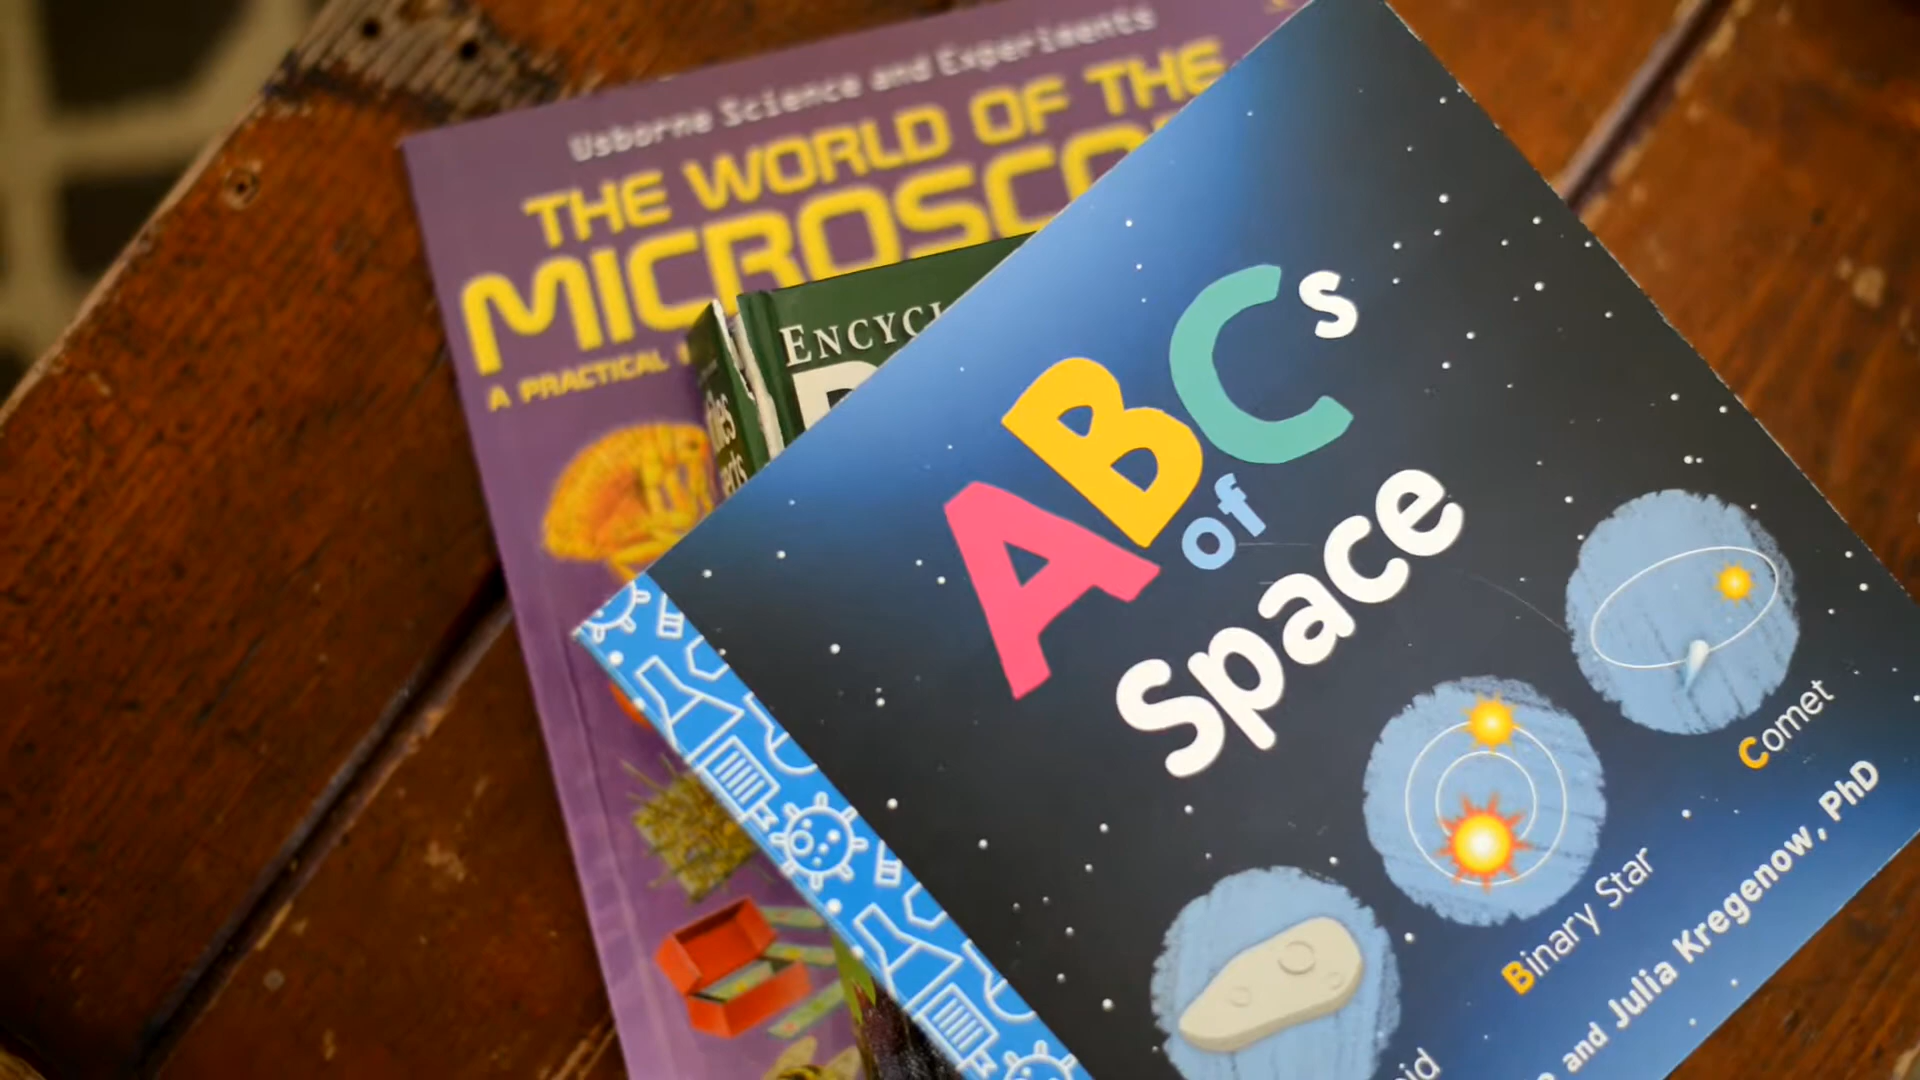 Usborne Science and Experiments
THE WORLD OF THE
MICROSCO
A PRACTICAL
ENCYCL
ABCs
of
Space
Comet
Binary Star
oid
and Julia Kregenow, PhD